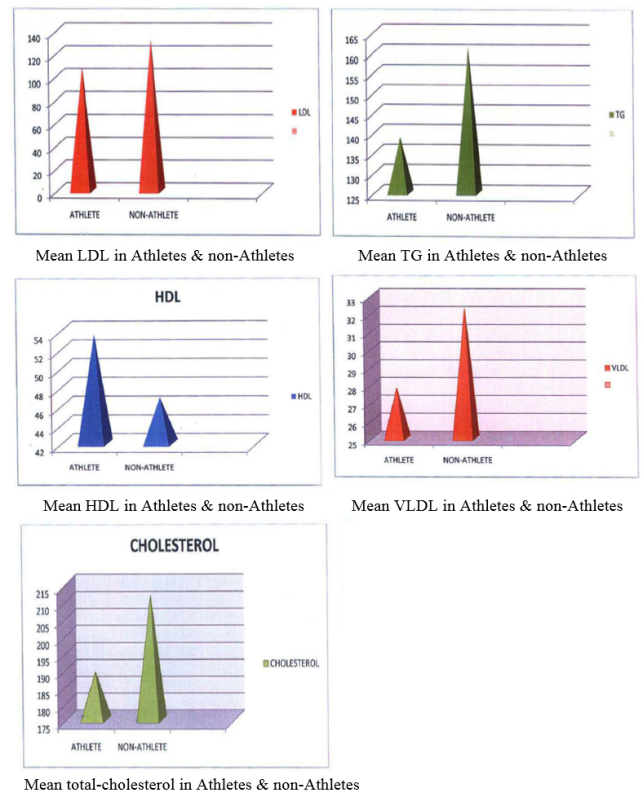 140
120
100
80
60
40
20
0
ATHLETE NON-ATHLETE
LDL
Mean LDL in Athletes & non-Athletes
165
160
155
150
145
140
135
130
125
ATHLETE NON-ATHLETE
TG
Mean TG in Athletes & non-Athletes
HDL
54
52
50
48
46
44
42
ATHLETE NON-ATHLETE
HDL
Mean HDL in Athletes & non-Athletes
33
32
31
30
29
28
27
26
25
ATHLETE NON-ATHLETE
VLDL
Mean VLDL in Athletes & non-Athletes
CHOLESTEROL
215
210
205
200
195
190
185
180
175
ATHLETE NON-ATHLETE
CHOLESTEROL
Mean total-cholesterol in Athletes & non-Athletes